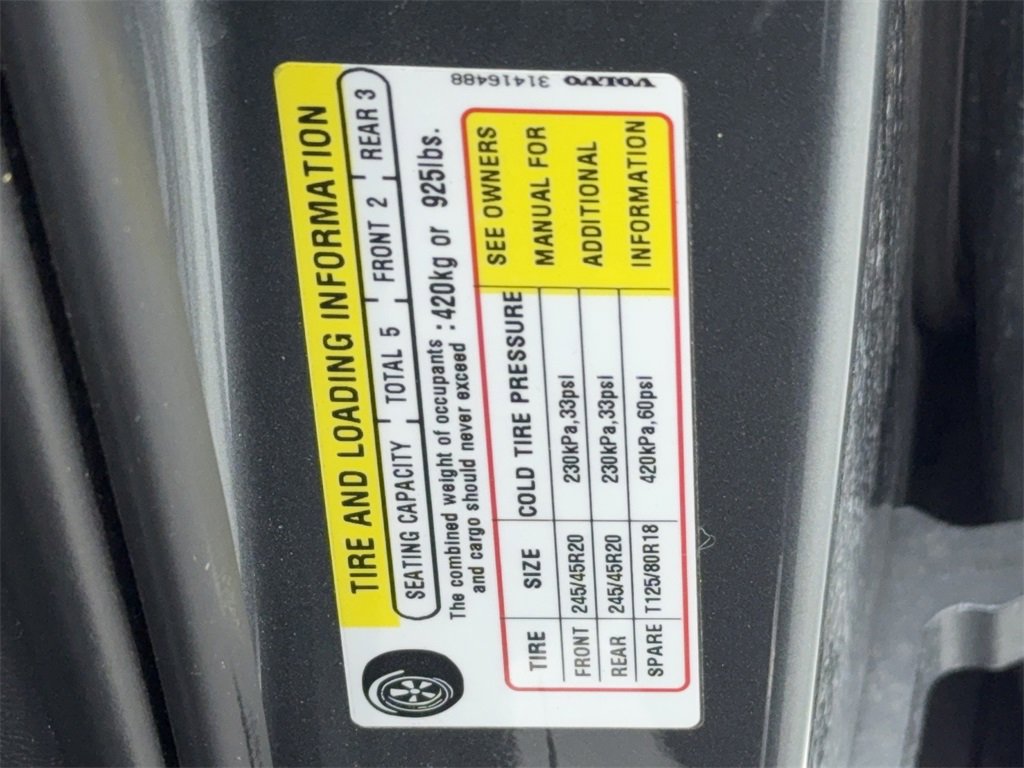 TIRE AND LOADING INFORMATION
SEATING CAPACITY TOTAL 5 FRONT 2 REAR 3
The combined weight of occupants
and cargo should never exceed : 420kg or 925lbs.
TIRE SIZE COLD TIRE PRESSURE
FRONT 245/45R20 230kPa,33psi
REAR 245/45R20 230kPa,33psi
SPARE T125/80R18 420kPa,60psi
SEE OWNERS
MANUAL FOR
ADDITIONAL
INFORMATION
VOLVO 31416488